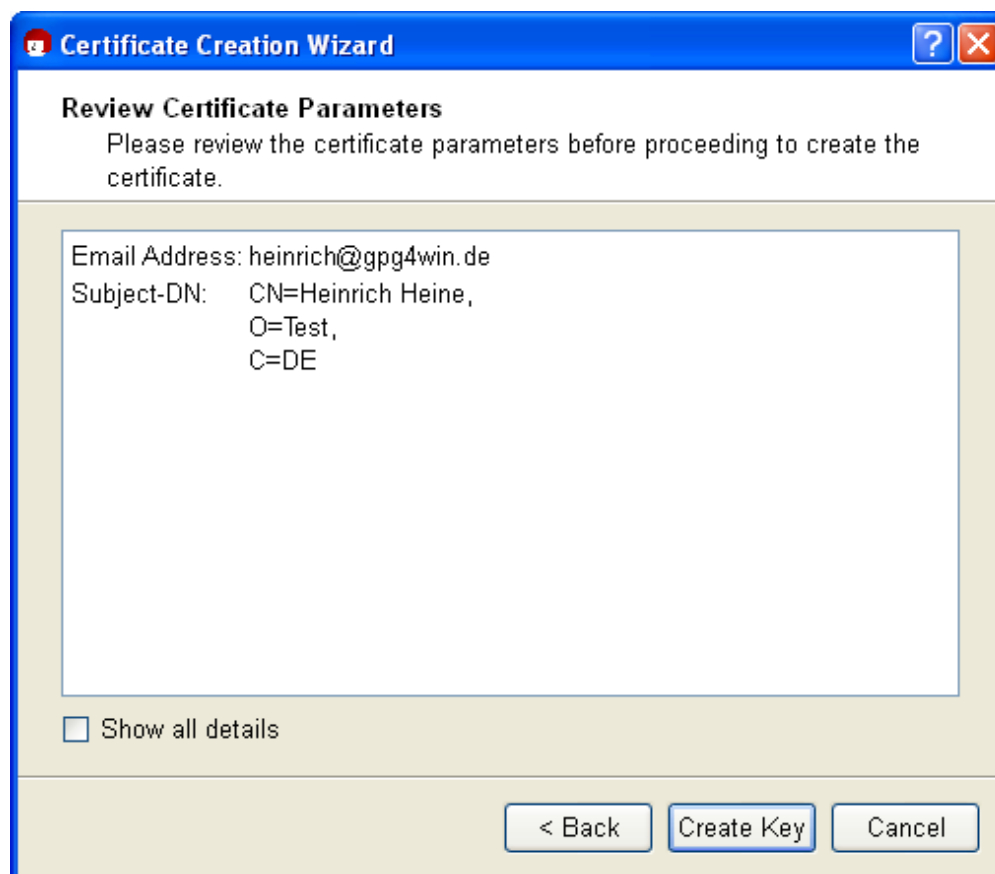 Certificate Creation Wizard
Review Certificate Parameters
Please review the certificate parameters before proceeding to create the
certificate.
Email Address: heinrich@gpg4win.de
Subject-DN: CN=Heinrich Heine,
O=Test,
C=DE
Show all details
< Back Create Key Cancel